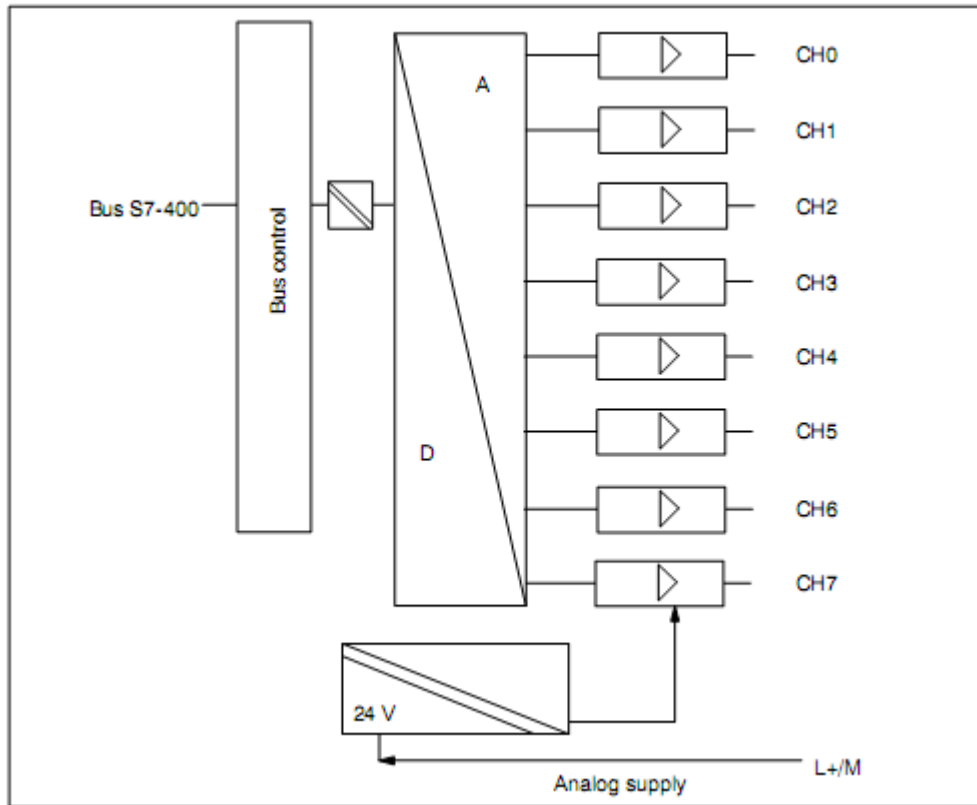 CH0
A
CH1
Bus S7-400
CH2
Bus control
CH3
CH4
CH5
D
CH6
CH7
24 V
L+/M
Analog supply